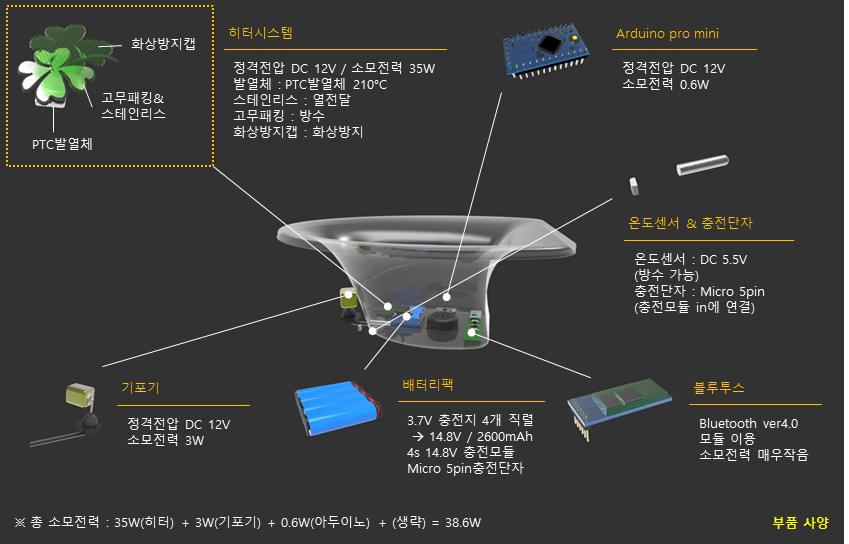 화상방지캡
고무패킹&
스테인리스
PTC발열체
히터시스템
정격전압 DC 12V / 소모전력 35W
발열체 : PTC발열체 210°C
스테인리스 : 열전달
고무패킹 : 방수
화상방지캡 : 화상방지
Arduino pro mini
정격전압 DC 12V
소모전력 0.6W
온도센서 & 충전단자
온도센서 : DC 5.5V
(방수 가능)
충전단자 : Micro 5pin
(충전모듈 in에 연결)
기포기
정격전압 DC 12V
소모전력 3W
배터리팩
3.7V 충전지 4개 직렬
→ 14.8V / 2600mAh
4s 14.8V 충전모듈
Micro 5pin충전단자
블루투스
Bluetooth ver4.0
모듈 이용
소모전력 매우작음
※ 총 소모전력 : 35W(히터) + 3W(기포기) + 0.6W(아두이노) + (생략) = 38.6W
부품 사양